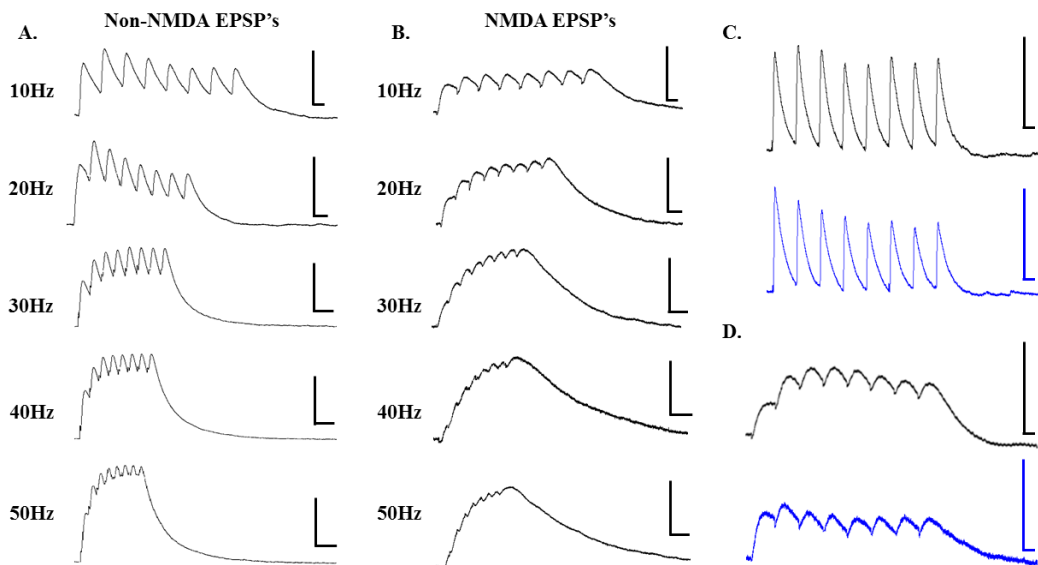 Non-NMDA EPSP's
NMDA EPSP's
A.
B.
C.
10Hz
10Hz
20Hz
20Hz
30Hz
30Hz
D.
40Hz
40Hz
50Hz
50Hz